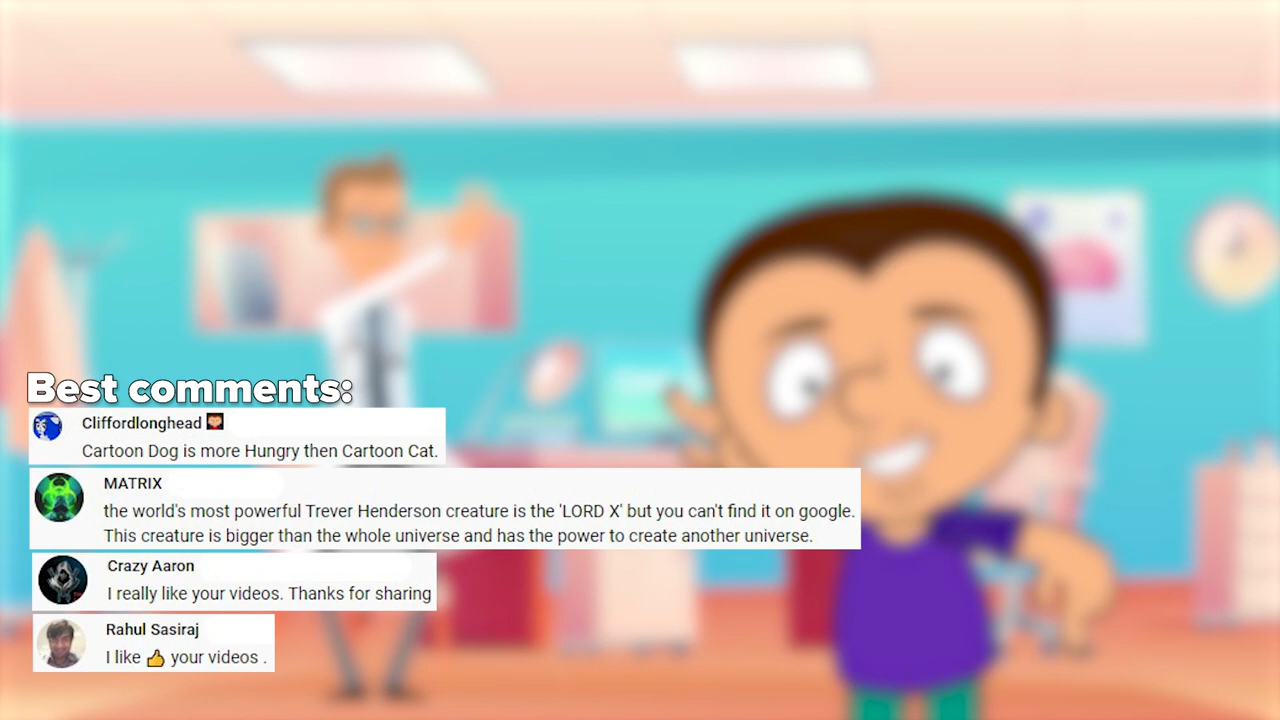 Best comments:
Cliffordlonghead
Cartoon Dog is more Hungry then Cartoon Cat.
MATRIX
the world's most powerful Trever Henderson creature is the 'LORD X' but you can't find it on google.
This creature is bigger than the whole universe and has the power to create another universe.
Crazy Aaron
I really like your videos. Thanks for sharing
Rahul Sasiraj
I like 👍 your videos .